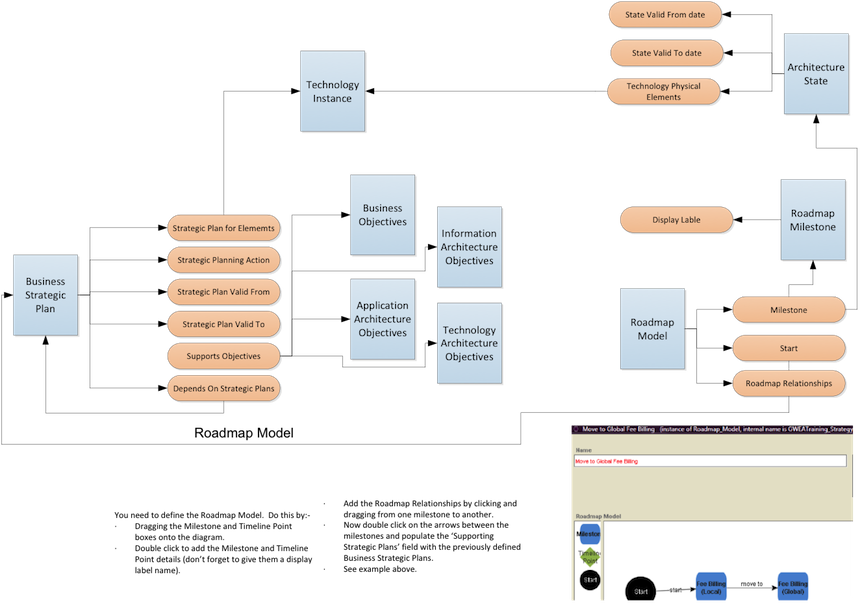 State Valid From date
State Valid To date
Technology Physical
Elements
Architecture
State
Technology
Instance
Business
Objectives
Information
Architecture
Objectives
Application
Architecture
Objectives
Technology
Architecture
Objectives
Business
Strategic
Plan
Strategic Plan for Elememts
Strategic Planning Action
Strategic Plan Valid From
Strategic Plan Valid To
Supports Objectives
Depends On Strategic Plans
Display Lable
Roadmap
Milestone
Roadmap
Model
Milestone
Start
Roadmap Relationships
Roadmap Model
You need to define the Roadmap Model.  Do this by:-
· Dragging the Milestone and Timeline Point
boxes onto the diagram.
· Double click to add the Milestone and Timeline
Point details (don't forget to give them a display
label name).
· Add the Roadmap Relationships by clicking and
dragging from one milestone to another.
· Now double click on the arrows between the
milestones and populate the 'Supporting
Strategic Plans' field with the previously defined
Business Strategic Plans.
· See example above.
Move to Global Fee Billing (instance of Roadmap_Model, internal name is GWEATraining_Strategy
Name
Move to Global Fee Billing
Roadmap Model
Milestor
Timelin
Point
Start
Start
start
Fee Billing
(Local)
move to
Fee Billing
(Global)